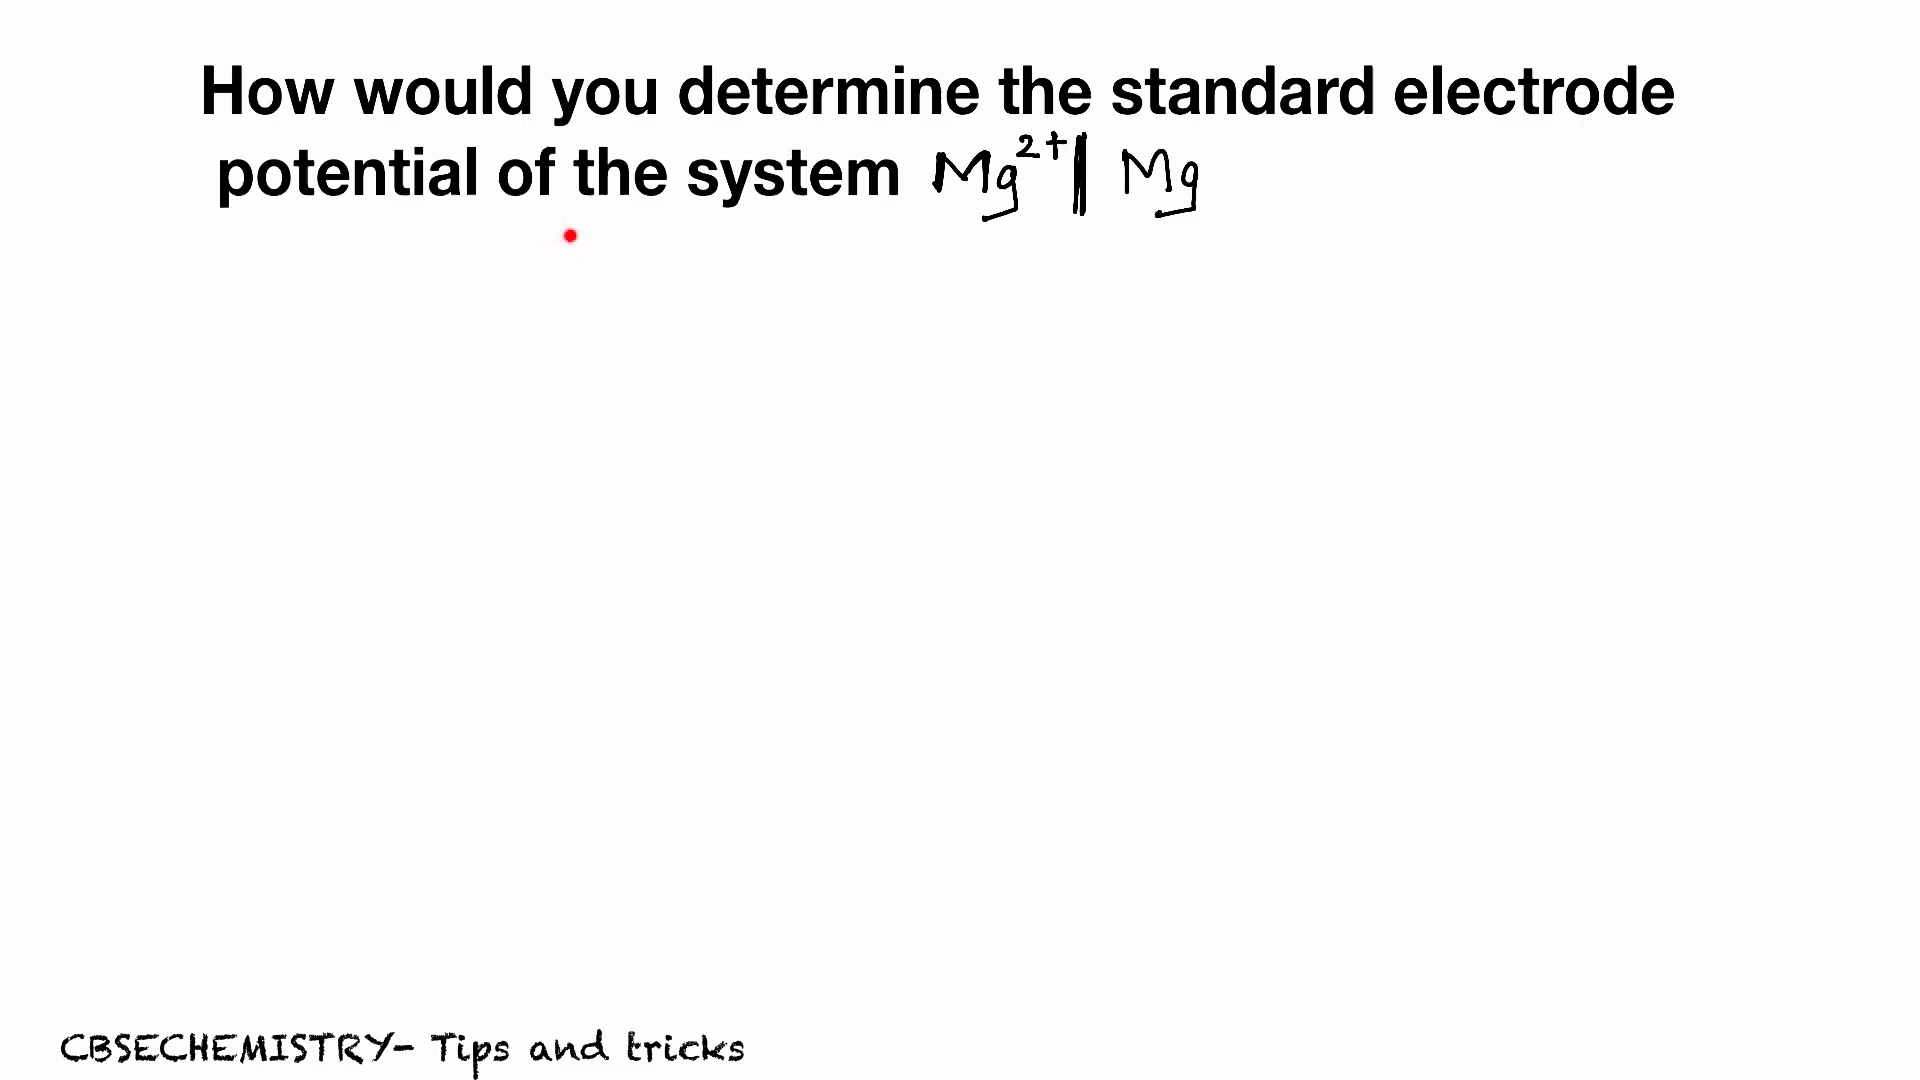 How would you determine the standard electrode
potential of the system Mg²⁺| Mg
CBSECHEMISTRY- Tips and tricks